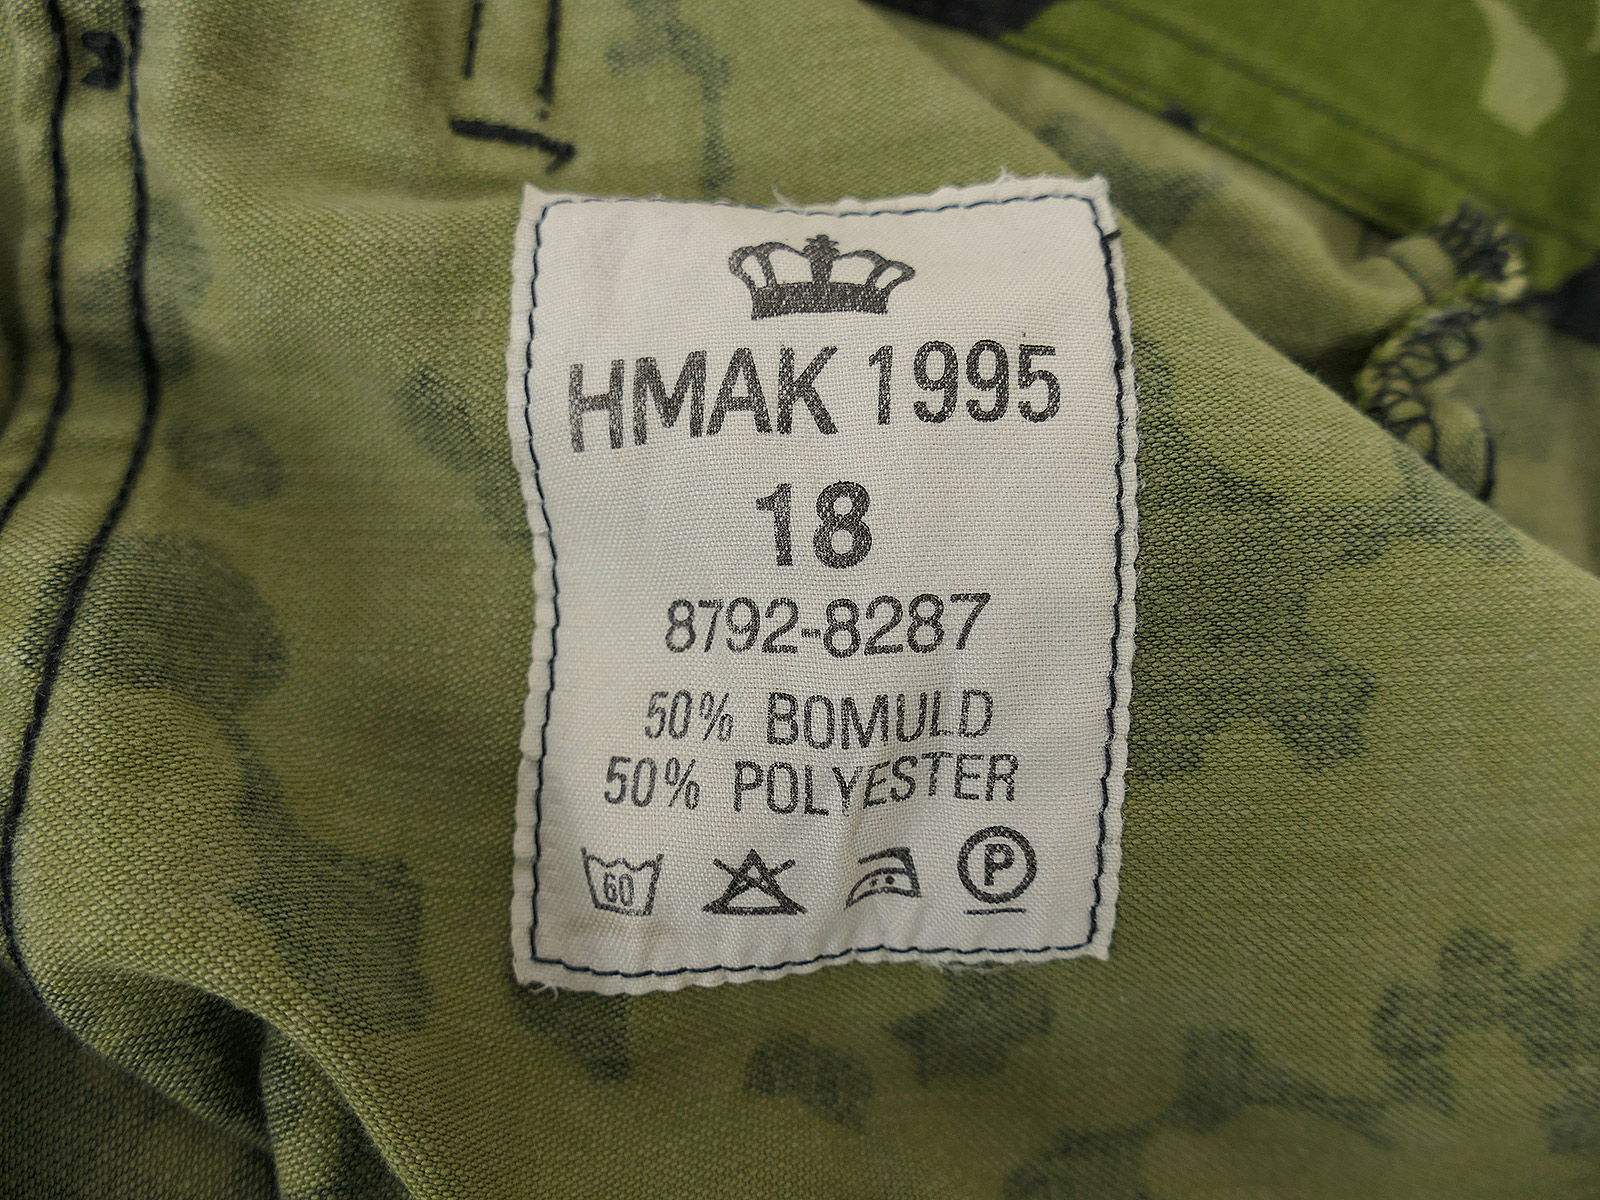 HMAK 1995
18
8792-8287
50% BOMULD
50% POLYESTER
60 P